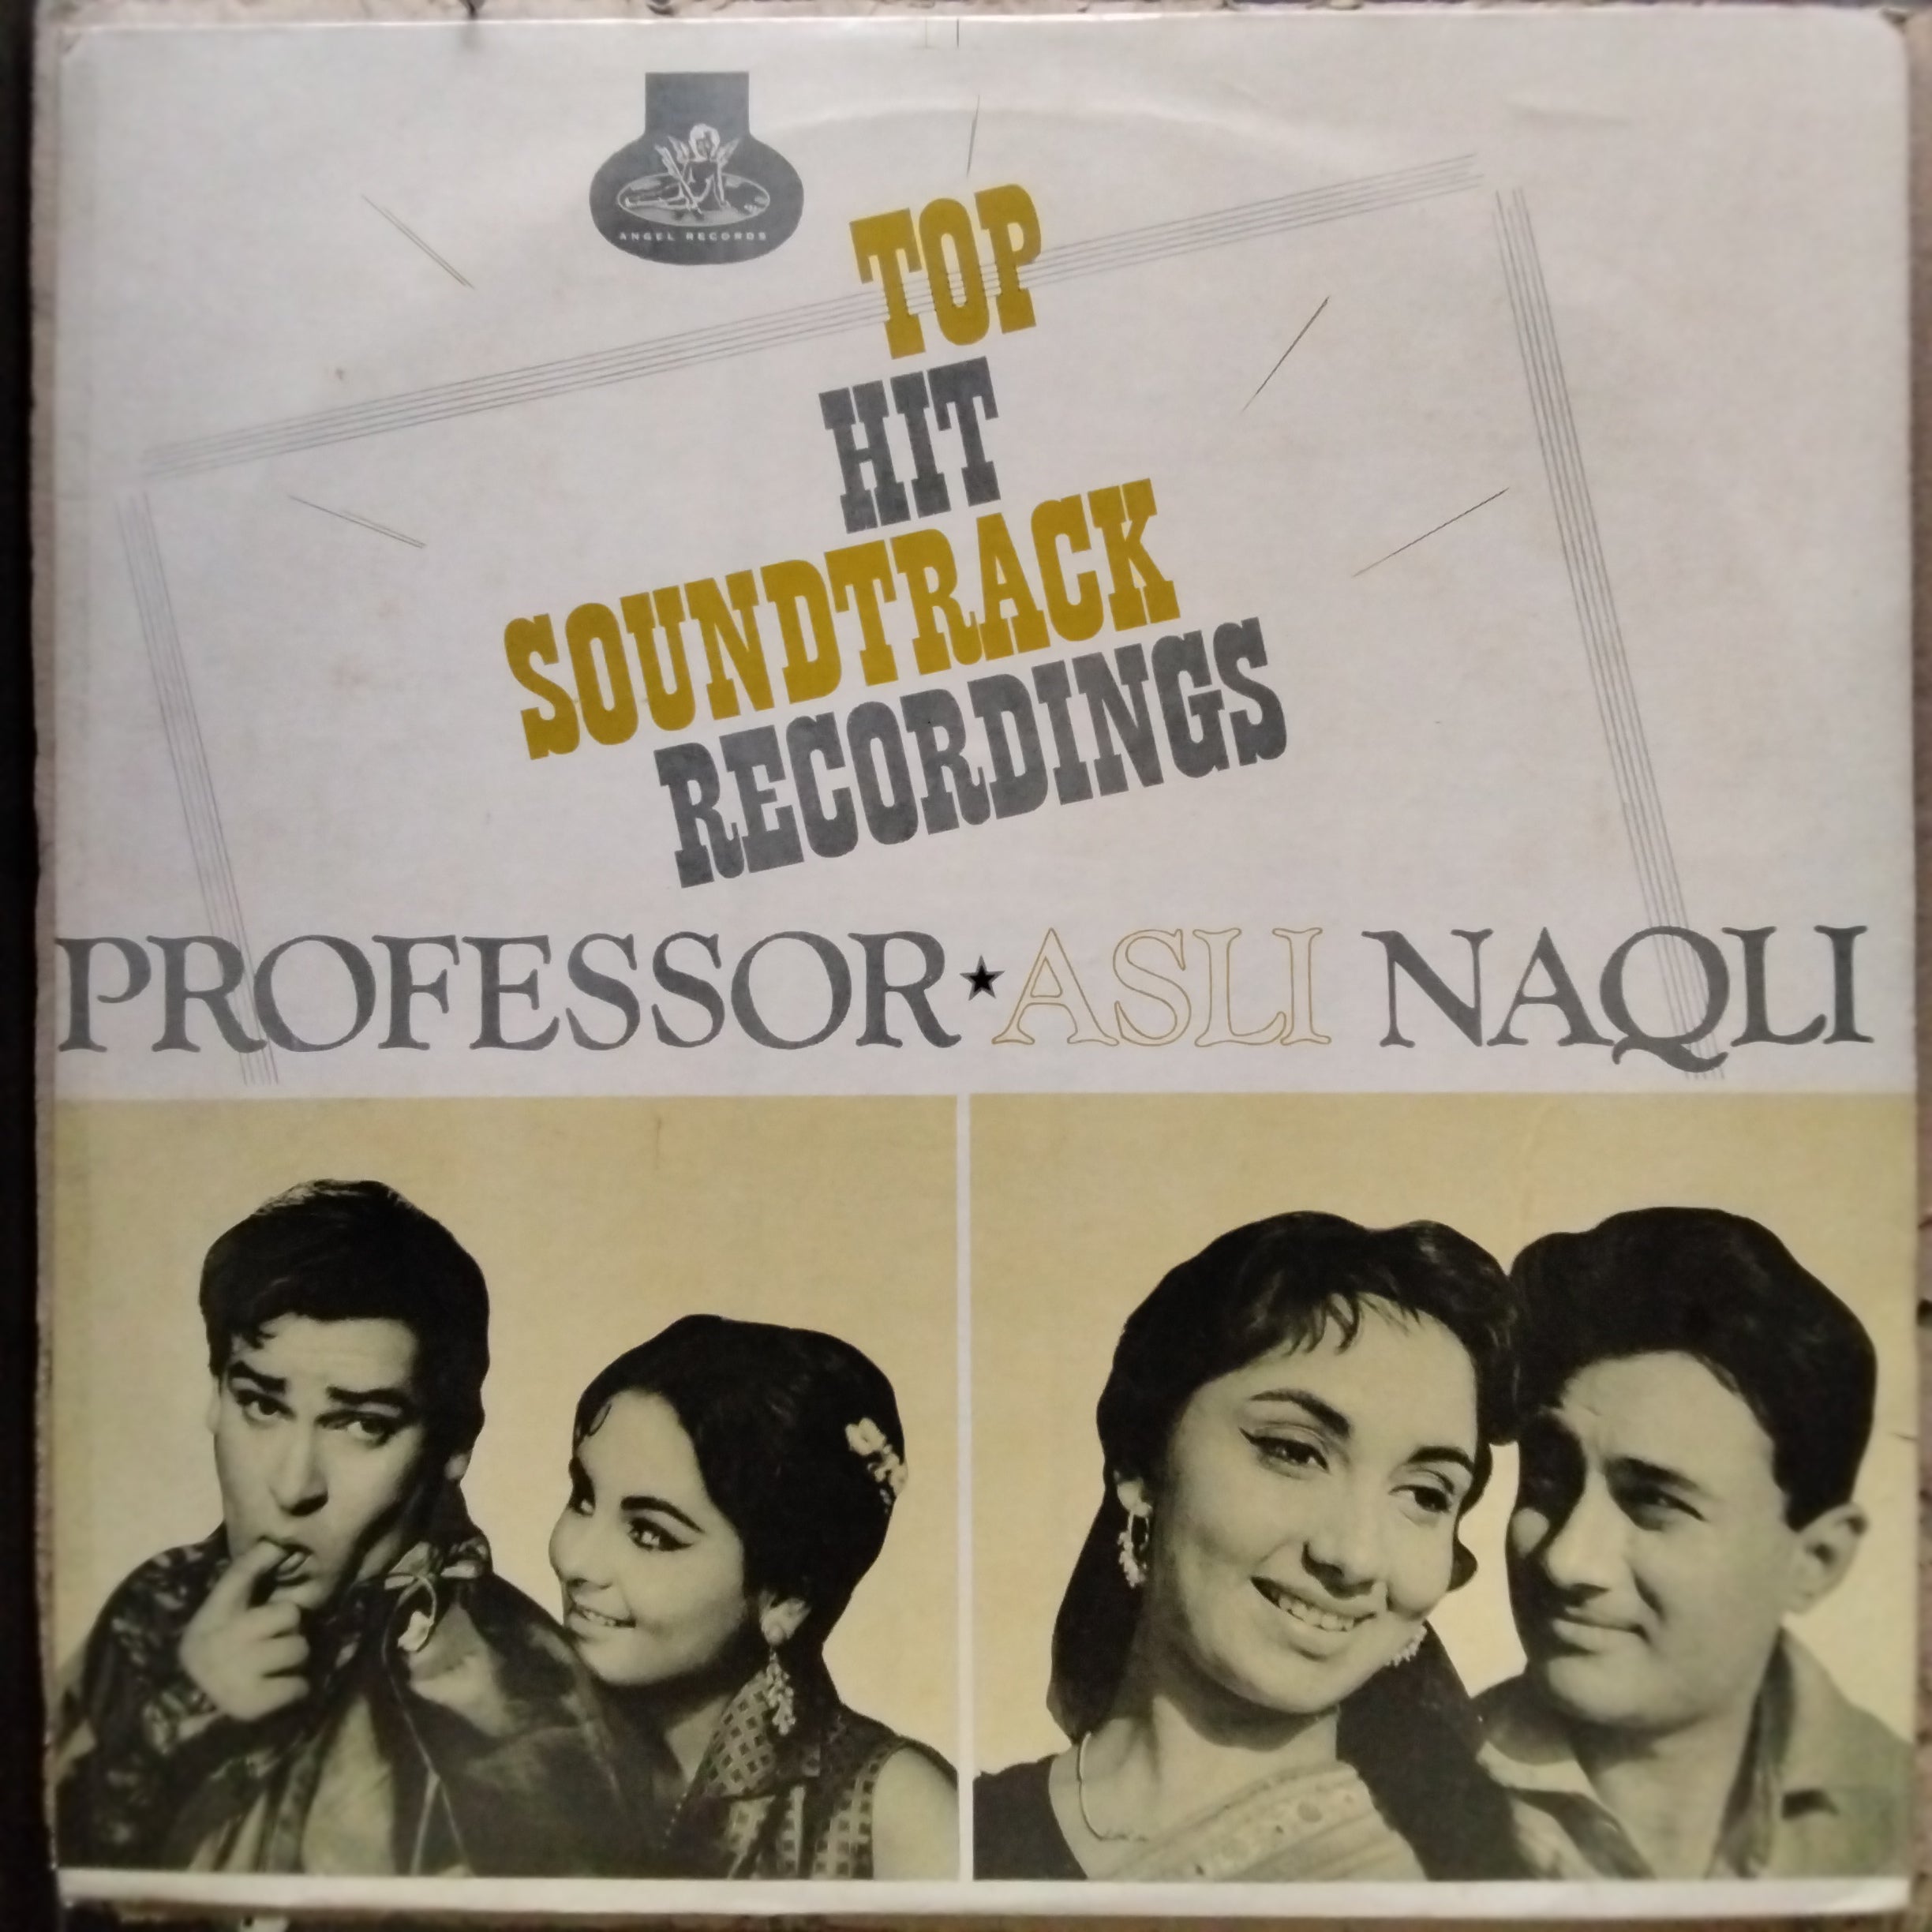 ANGEL RECORDS
TOP
HIT
SOUNDTRACK
RECORDINGS
PROFESSOR★ASLI NAQLI